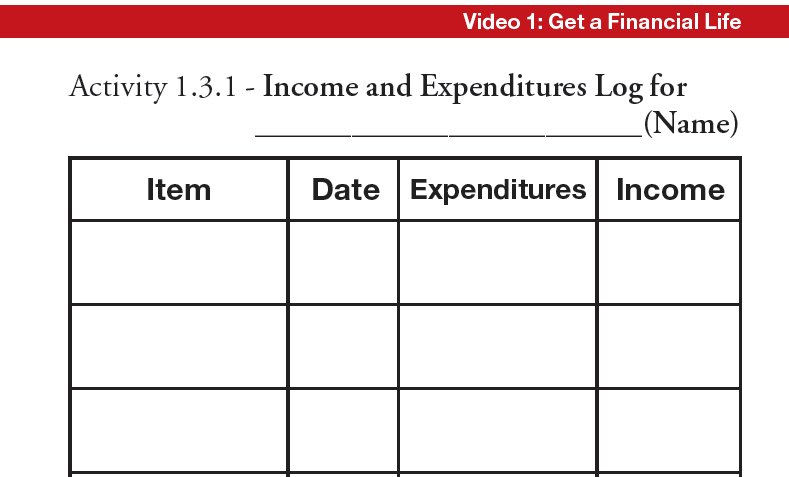 Video 1: Get a Financial Life
Activity 1.3.1 - Income and Expenditures Log for
________________________(Name)
Item Date Expenditures Income